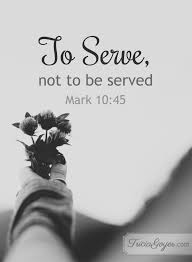 To Serve,
not to be served
Mark 10:45
TriciaGoyer.com